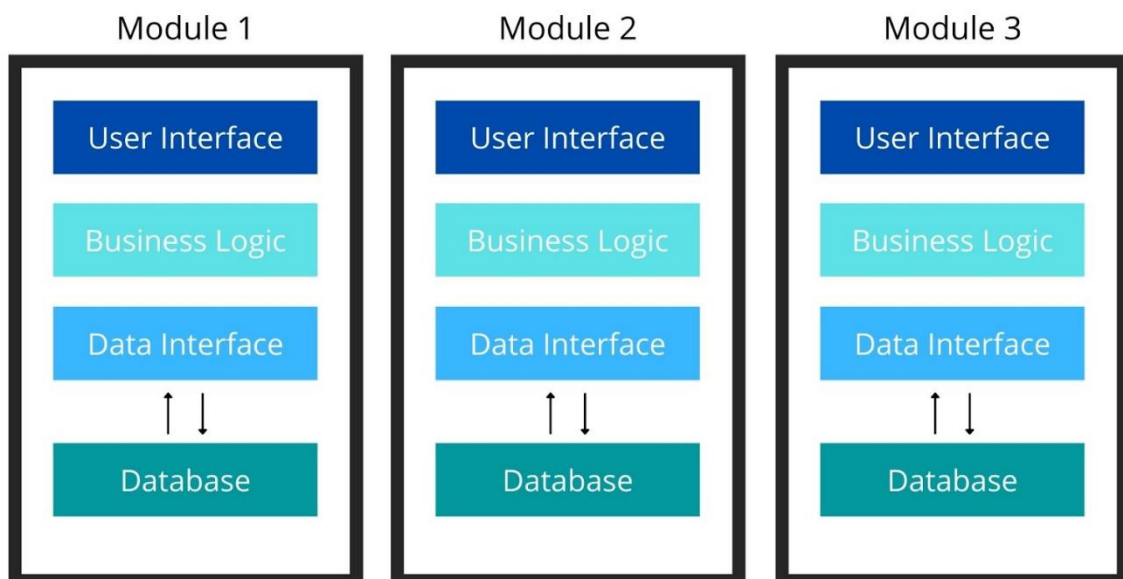 Module 1
Module 2
Module 3
User Interface
User Interface
User Interface
Business Logic
Business Logic
Business Logic
Data Interface
Data Interface
Data Interface
Database
Database
Database